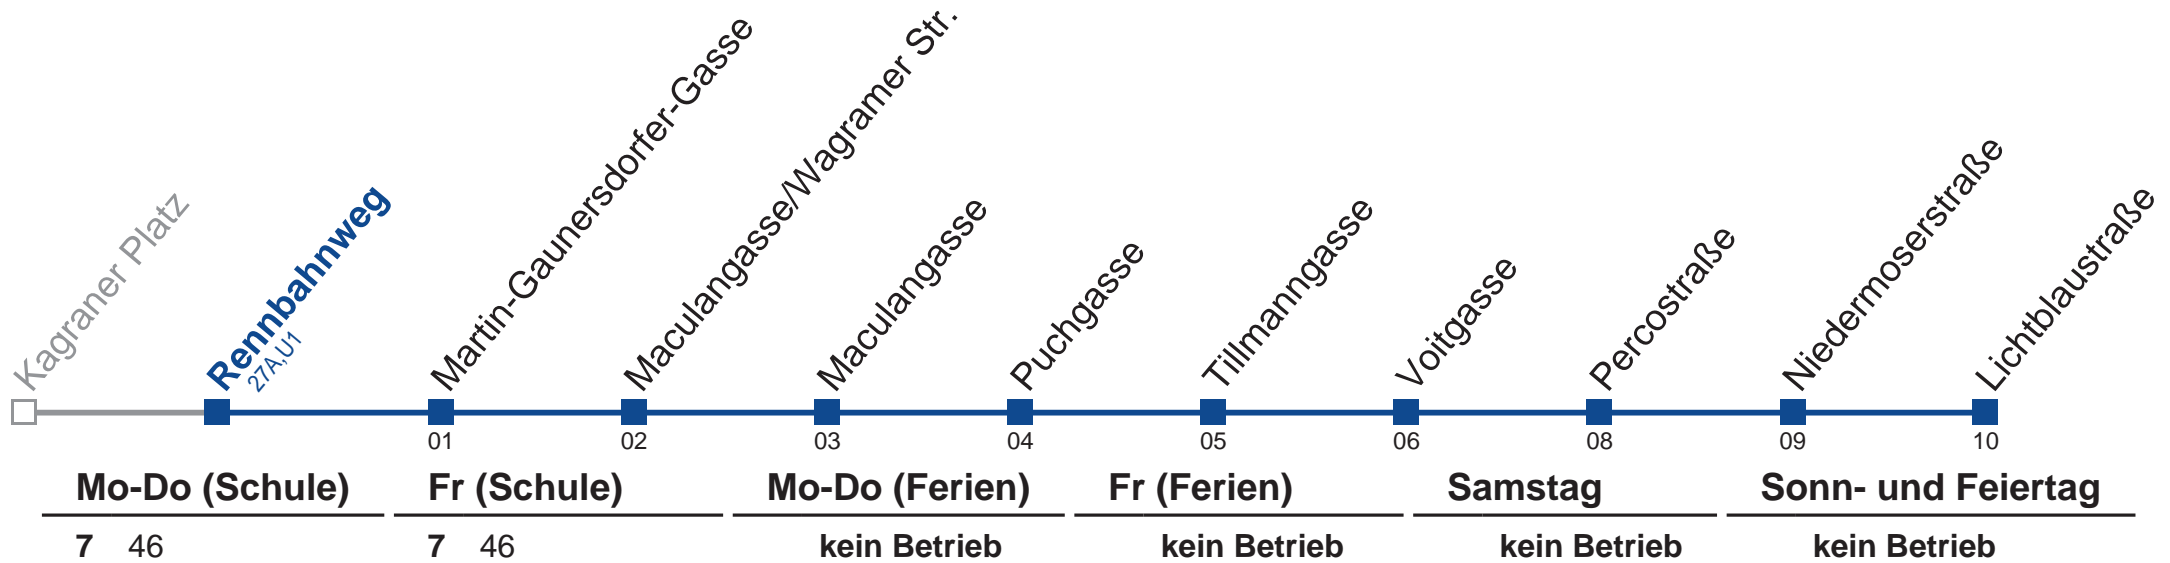 Kagraner Platz
Rennbahnweg
27A,U1
Martin-Gaunersdorfer-Gasse
Maculangasse/Wagramer Str.
Maculangasse
Puchgasse
Tillmanngasse
Voitgasse
Percostraße
Niedermoserstraße
Lichtblaustraße
01 02 03 04 05 06 08 09 10
Mo-Do (Schule) Fr (Schule) Mo-Do (Ferien) Fr (Ferien) Samstag Sonn- und Feiertag
7 46 7 46 kein Betrieb kein Betrieb kein Betrieb kein Betrieb